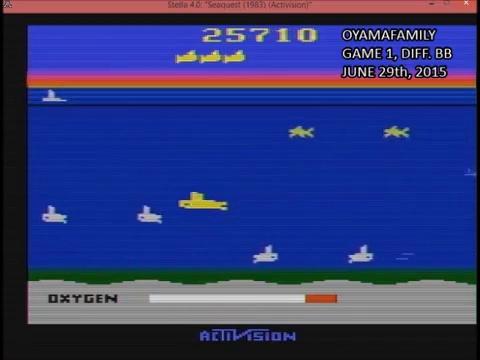 Stella 4.0: "Seaquest (1983) (Activision)"
25710
OYAMAFAMILY
GAME 1, DIFF. BB
JUNE 29th, 2015
OXYGEN
ACTIVISION